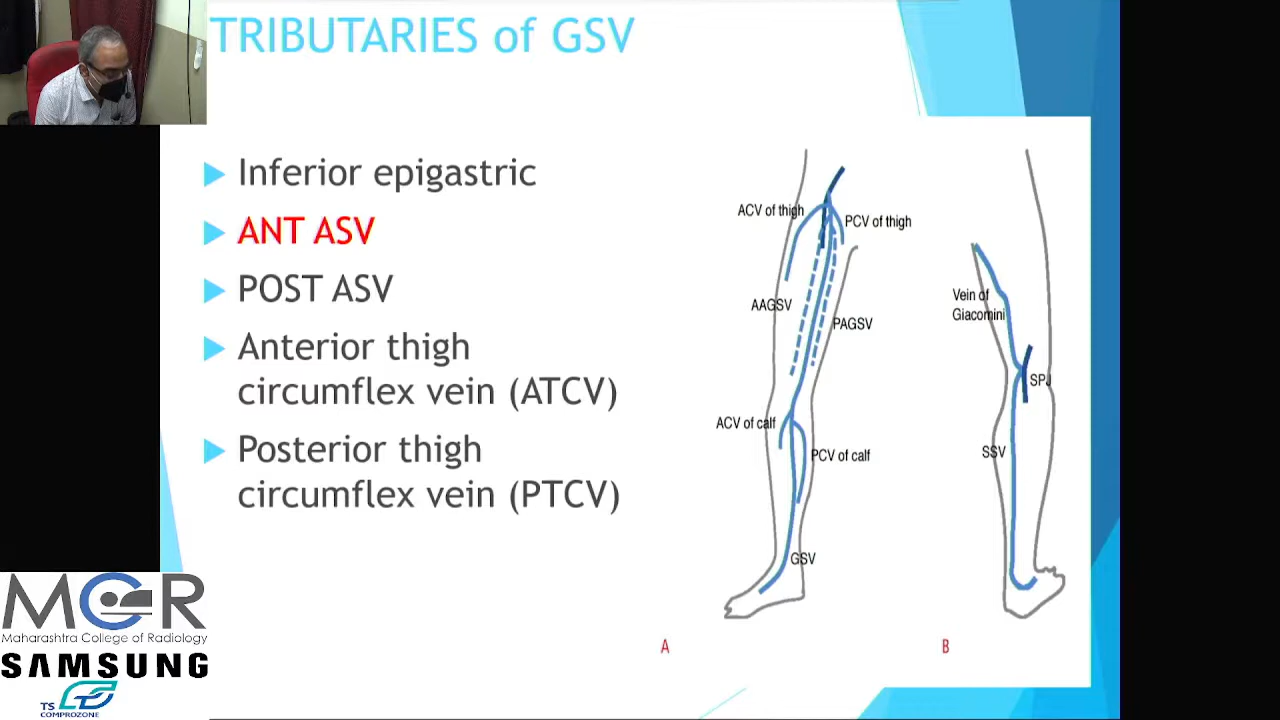 TRIBUTARIES of GSV
Inferior epigastric
ANT ASV
POST ASV
Anterior thigh
circumflex vein (ATCV)
Posterior thigh
circumflex vein (PTCV)
ACV of thigh
PCV of thigh
AAGSV
PAGSV
ACV of calf
PCV of calf
GSV
A
Vein of
Giacomini
SPJ
SSV
B
MCR
Maharashtra College of Radiology
SAMSUNG
TS
COMPROZONE